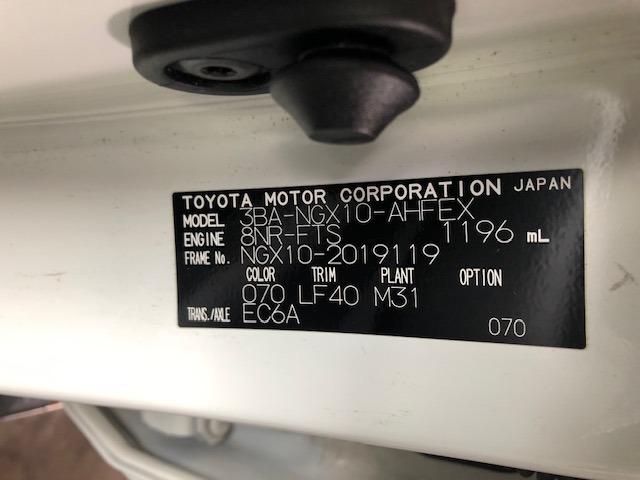 TOYOTA MOTOR CORPORATION JAPAN
MODEL 3BA-NGX10-AHFEX
ENGINE 8NR-FTS 1196 mL
FRAME No. NGX10-2019119
COLOR TRIM PLANT OPTION
070 LF40 M31
TRANS./AXLE EC6A 070